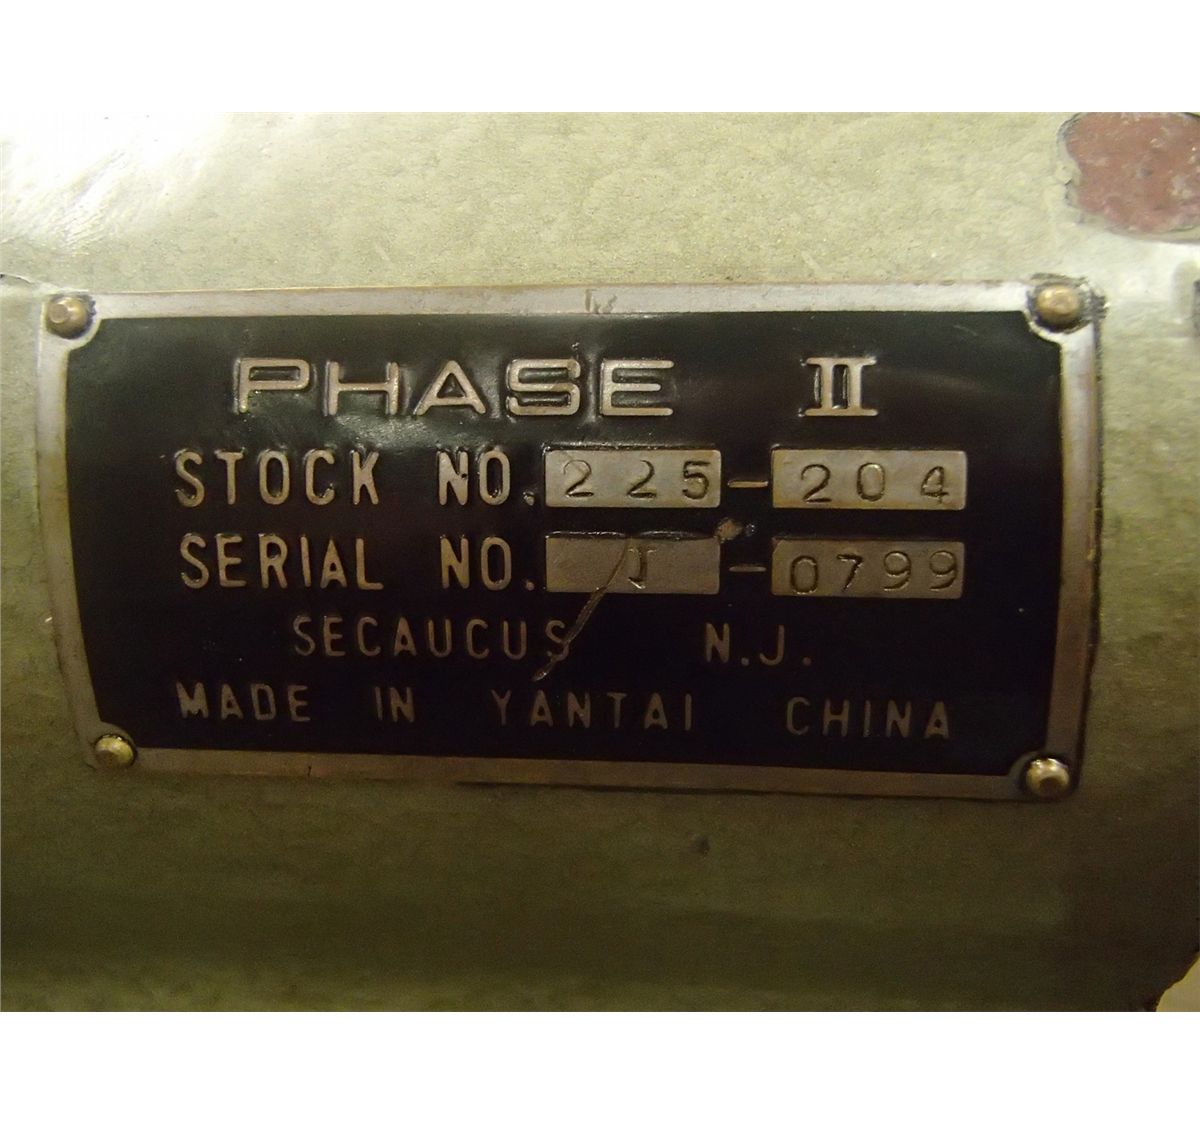 PHASE II
STOCK NO. 225-204
SERIAL NO. J-0799
SECAUCUS N.J.
MADE IN YANTAI CHINA